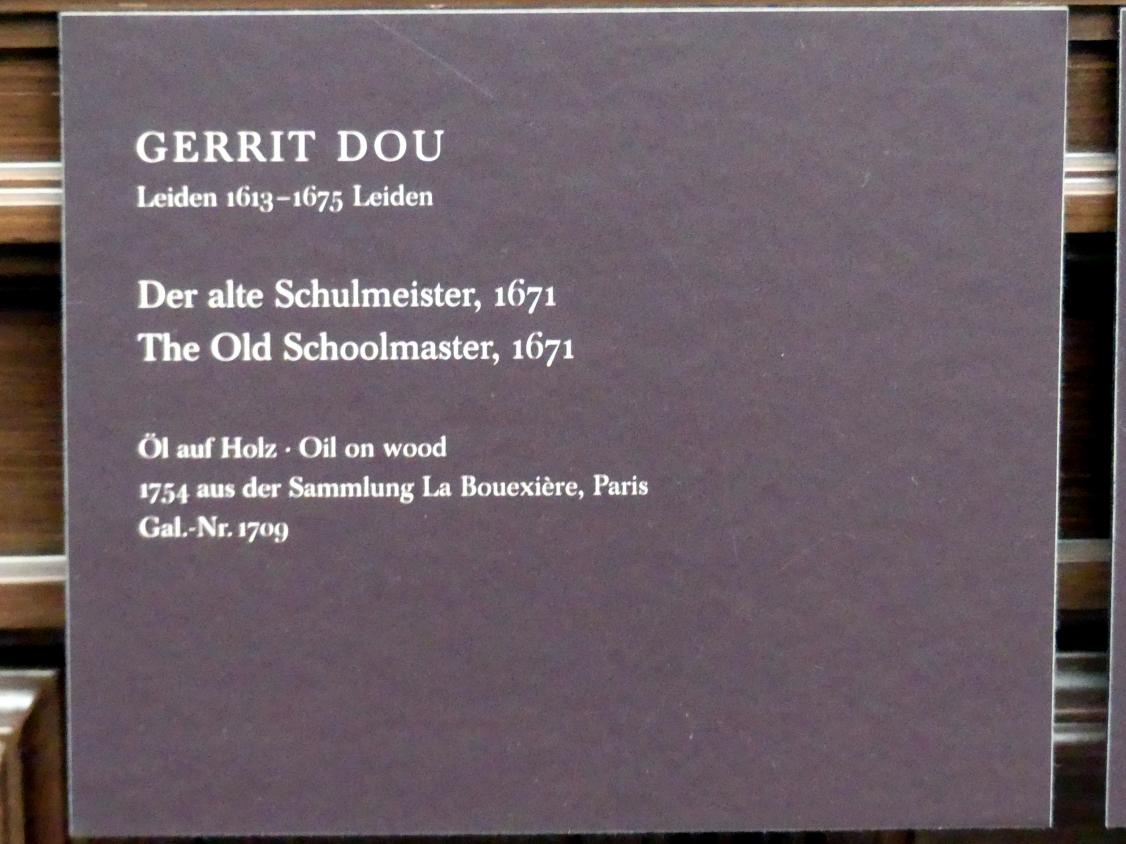 GERRIT DOU
Leiden 1613–1675 Leiden
Der alte Schulmeister, 1671
The Old Schoolmaster, 1671
Öl auf Holz · Oil on wood
1754 aus der Sammlung La Bouexière, Paris
Gal.-Nr. 1709